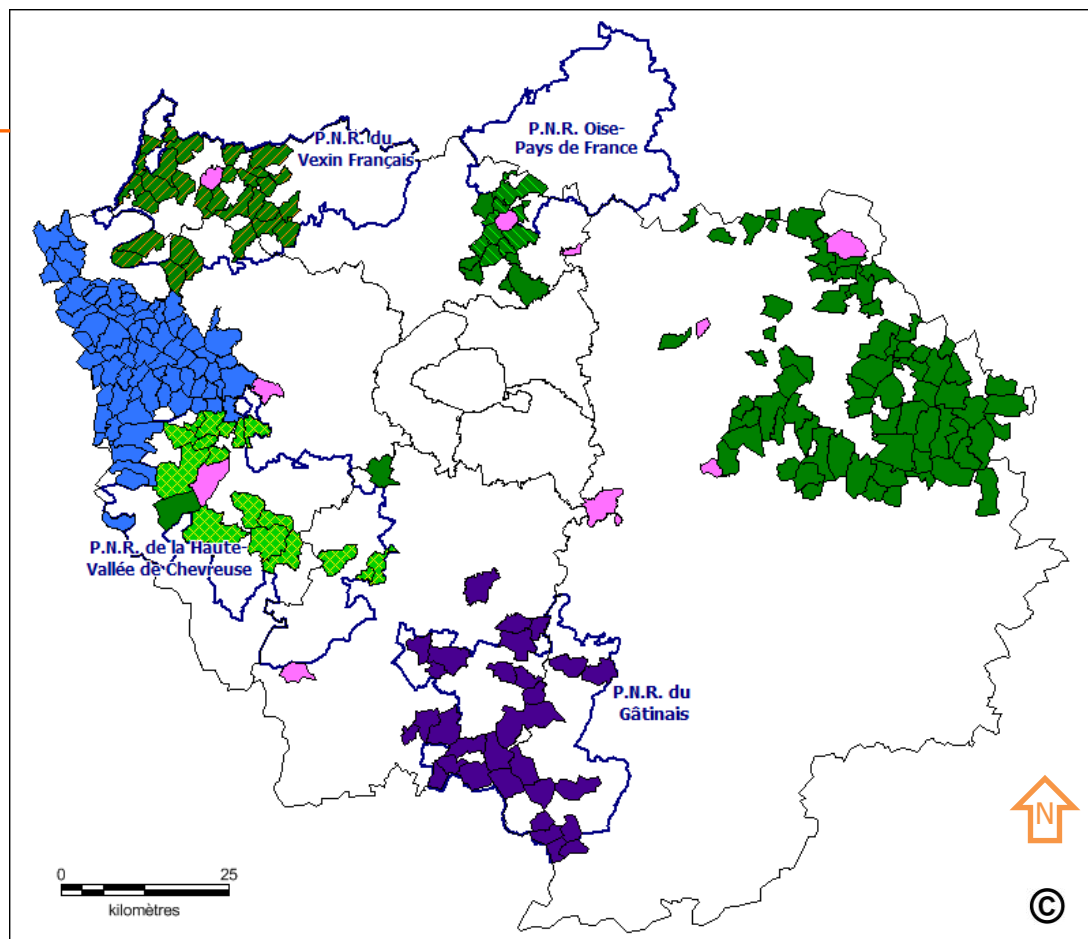 P.N.R. du
Vexin Français
P.N.R. Oise-
Pays de France
P.N.R. de la Haute-
Vallée de Chevreuse
P.N.R. du
Gâtinais
N
0 25
kilomètres
©